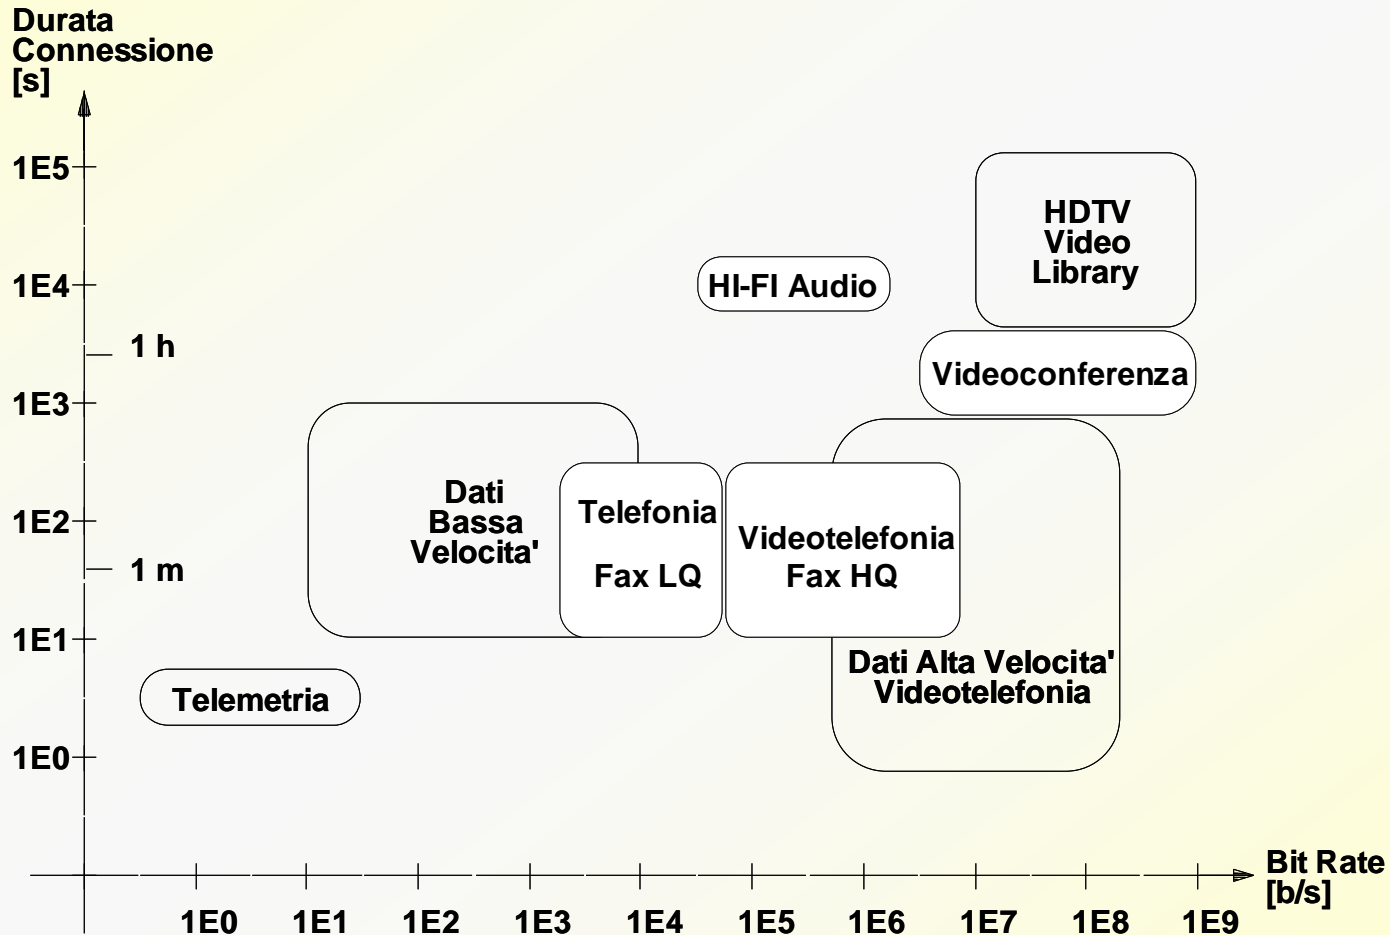 Durata
Connessione
[s]
1E5
HDTV
Video
Library
1E4
HI-FI Audio
1 h
Videoconferenza
1E3
Dati
Bassa
Velocita'
Telefonia
Fax LQ
Videotelefonia
Fax HQ
1E2
1 m
1E1
Dati Alta Velocita'
Videotelefonia
Telemetria
1E0
Bit Rate
[b/s]
1E0 1E1 1E2 1E3 1E4 1E5 1E6 1E7 1E8 1E9